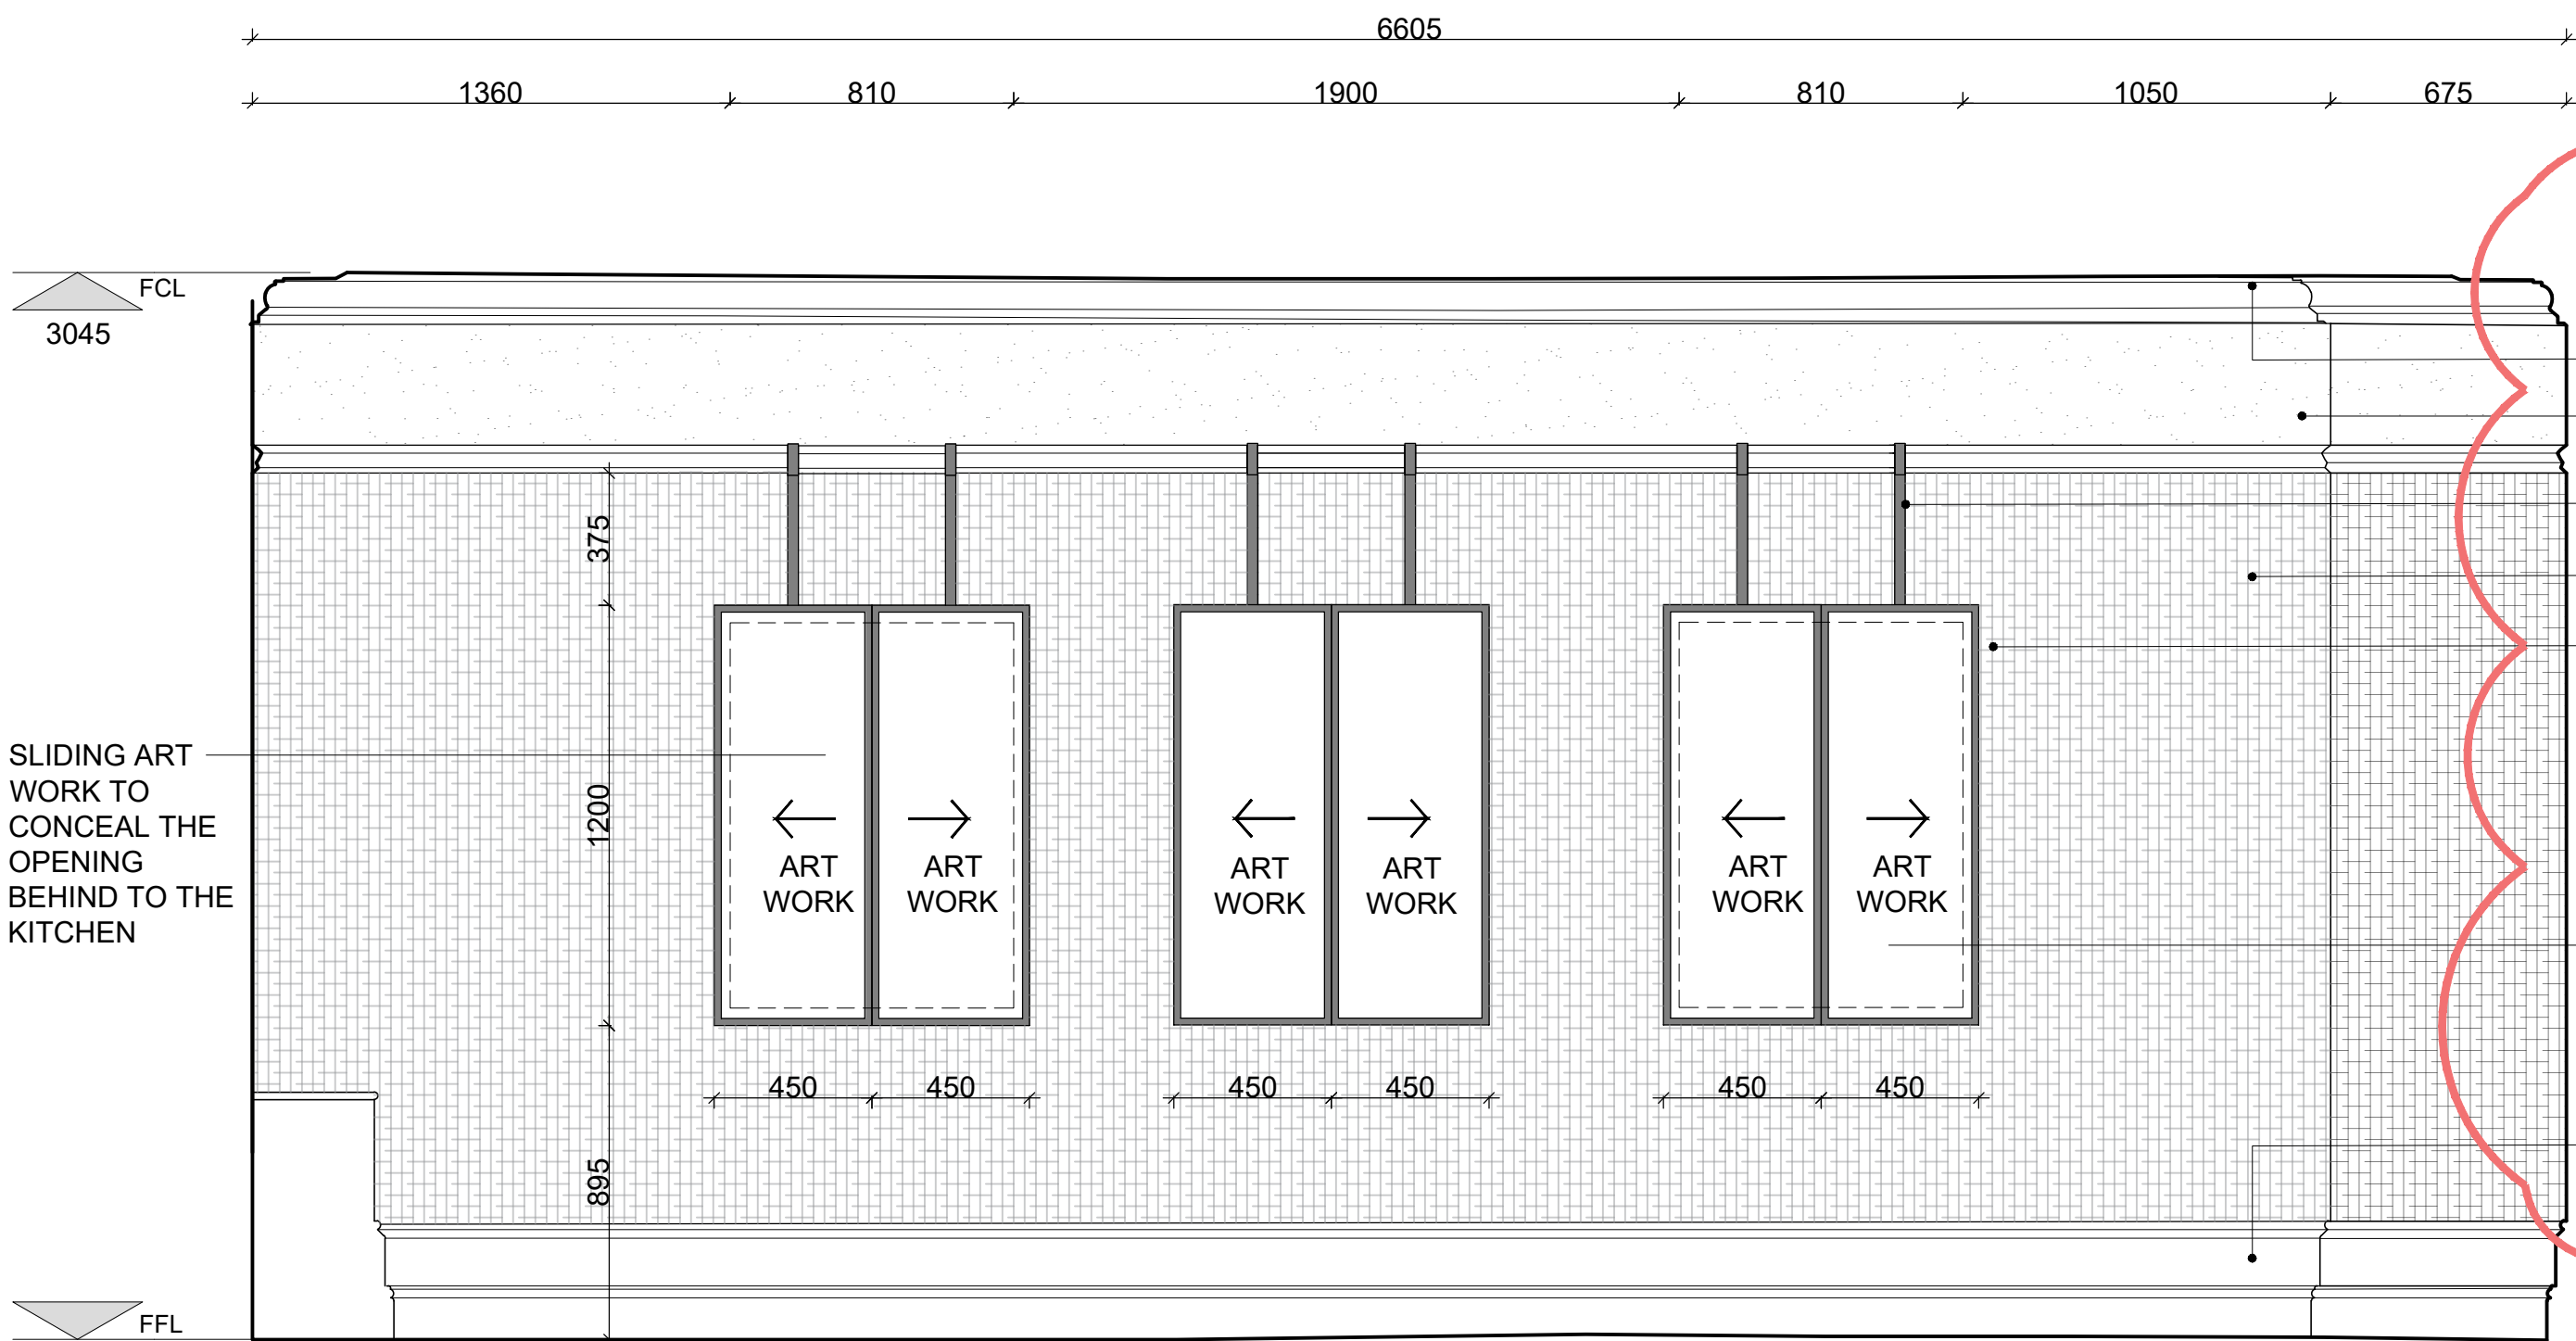 6605
1360 810 1900 810 1050 675
FCL
3045
375
SLIDING ART
WORK TO
CONCEAL THE
OPENING
BEHIND TO THE
KITCHEN
1200
ART
WORK
ART
WORK
ART
WORK
ART
WORK
ART
WORK
ART
WORK
450 450 450 450 450 450
895
FFL